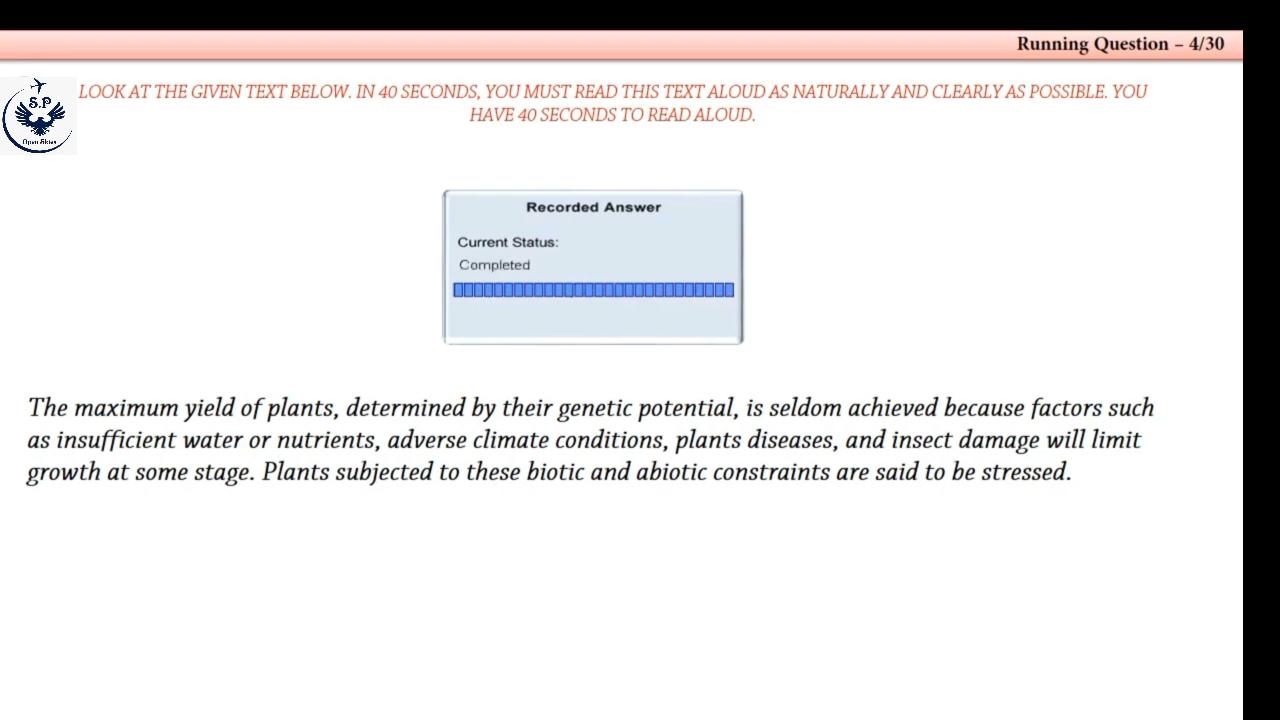 Running Question – 4/30
S.P
Open Skies
LOOK AT THE GIVEN TEXT BELOW. IN 40 SECONDS, YOU MUST READ THIS TEXT ALOUD AS NATURALLY AND CLEARLY AS POSSIBLE. YOU
HAVE 40 SECONDS TO READ ALOUD.
Recorded Answer
Current Status:
Completed
The maximum yield of plants, determined by their genetic potential, is seldom achieved because factors such
as insufficient water or nutrients, adverse climate conditions, plants diseases, and insect damage will limit
growth at some stage. Plants subjected to these biotic and abiotic constraints are said to be stressed.